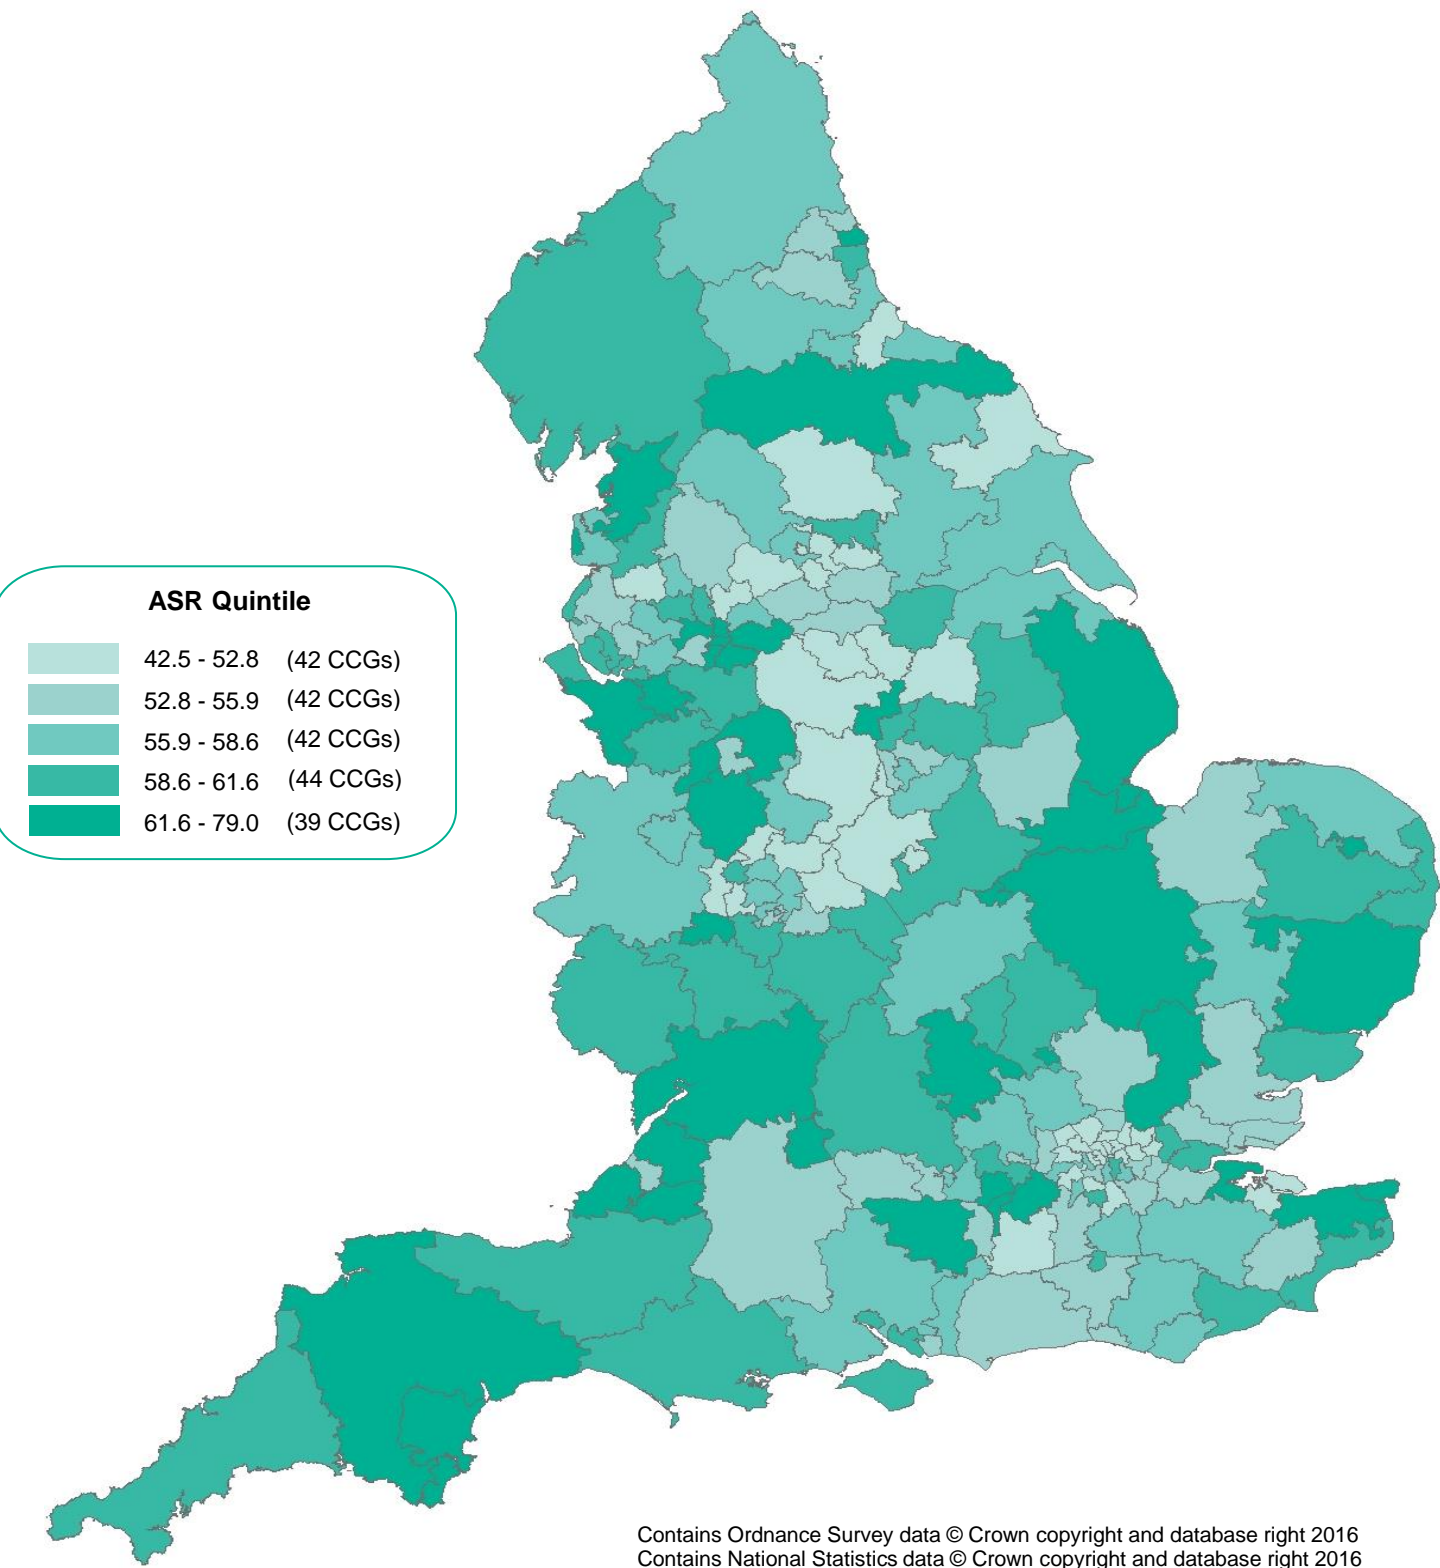 ASR Quintile
42.5 - 52.8 (42 CCGs)
52.8 - 55.9 (42 CCGs)
55.9 - 58.6 (42 CCGs)
58.6 - 61.6 (44 CCGs)
61.6 - 79.0 (39 CCGs)
Contains Ordnance Survey data © Crown copyright and database right 2016
Contains National Statistics data © Crown copyright and database right 2016